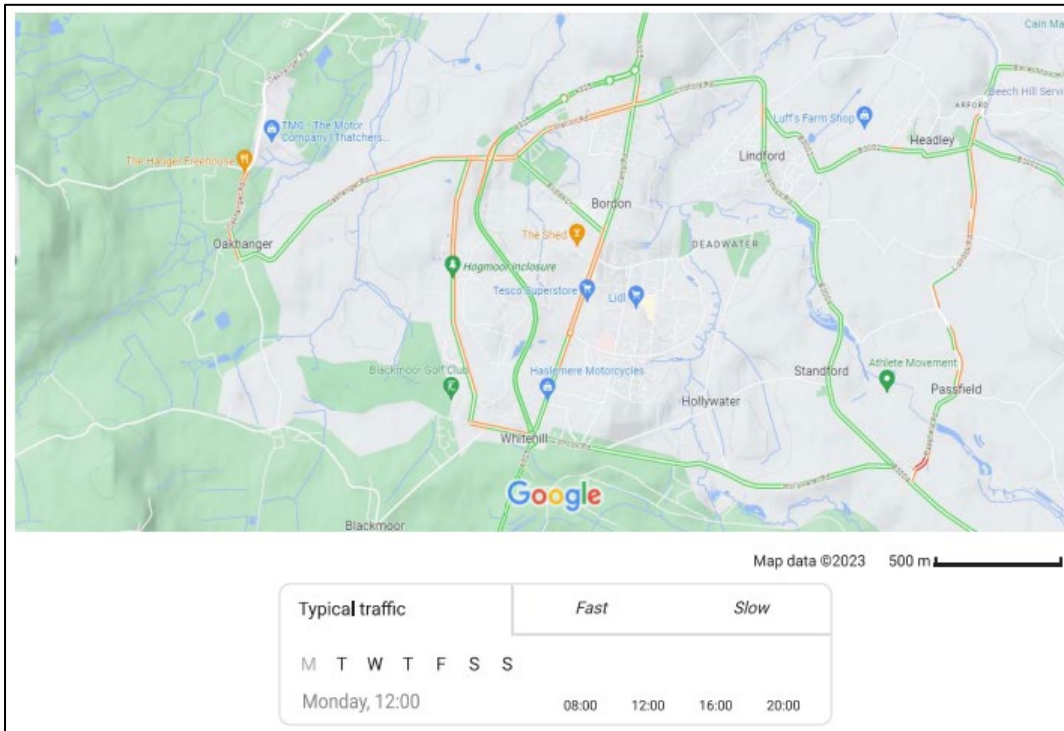 Cain Ma
TMS - The Motor
Company (Thatchers...
Beech Hill Servi
ARFORD
Luff's Farm Shop
Headley
The Hanger Freehouse
B3002
Lindford
Bordon
Oakhanger
The Shed
DEADWATER
Hogmoor Inclosure
Tesco Superstore
Lidl
Athlete Movement
Blackmoor Golf Club
Haslemere Motorcycles
Standford
Passfield
Hollywater
Whitehill
Google
Blackmoor
Map data ©2023 500 m
Typical traffic Fast Slow
M T W T F S S
Monday, 12:00 08:00 12:00 16:00 20:00